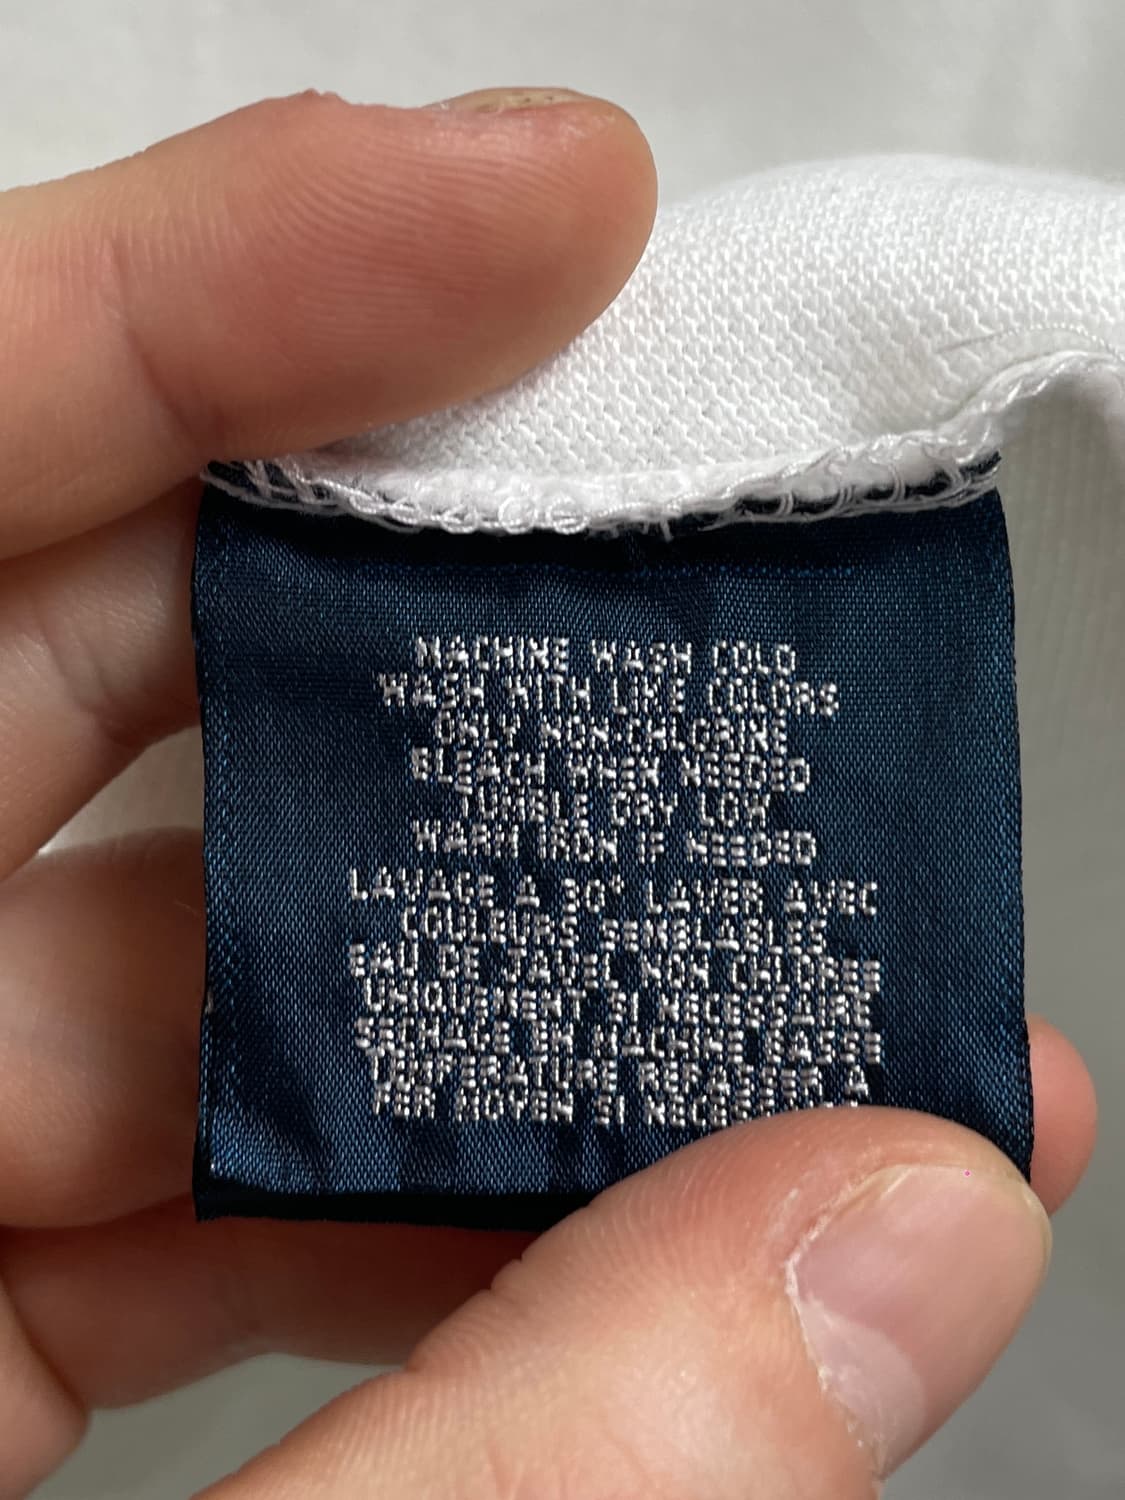 MACHINE WASH COLD
WASH WITH LIKE COLORS
ONLY NON-CHLORINE
BLEACH WHEN NEEDED
TUMBLE DRY LOW
WARM IRON IF NEEDED
LAVAGE A 30° LAVER AVEC
COULEURS SEMBLABLES
EAU DE JAVEL NON CHLOREE
UNIQUEMENT SI NECESSAIRE
SECHAGE EN MACHINE BASSE
TEMPERATURE REPASSER A
FER MOYEN SI